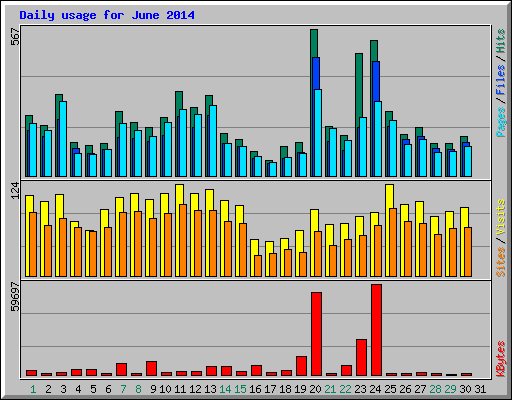 Daily usage for June 2014
567
Pages / Files / Hits
124
Sites / Visits
59697
KBytes
1 2 3 4 5 6 7 8 9 10 11 12 13 14 15 16 17 18 19 20 21 22 23 24 25 26 27 28 29 30 31